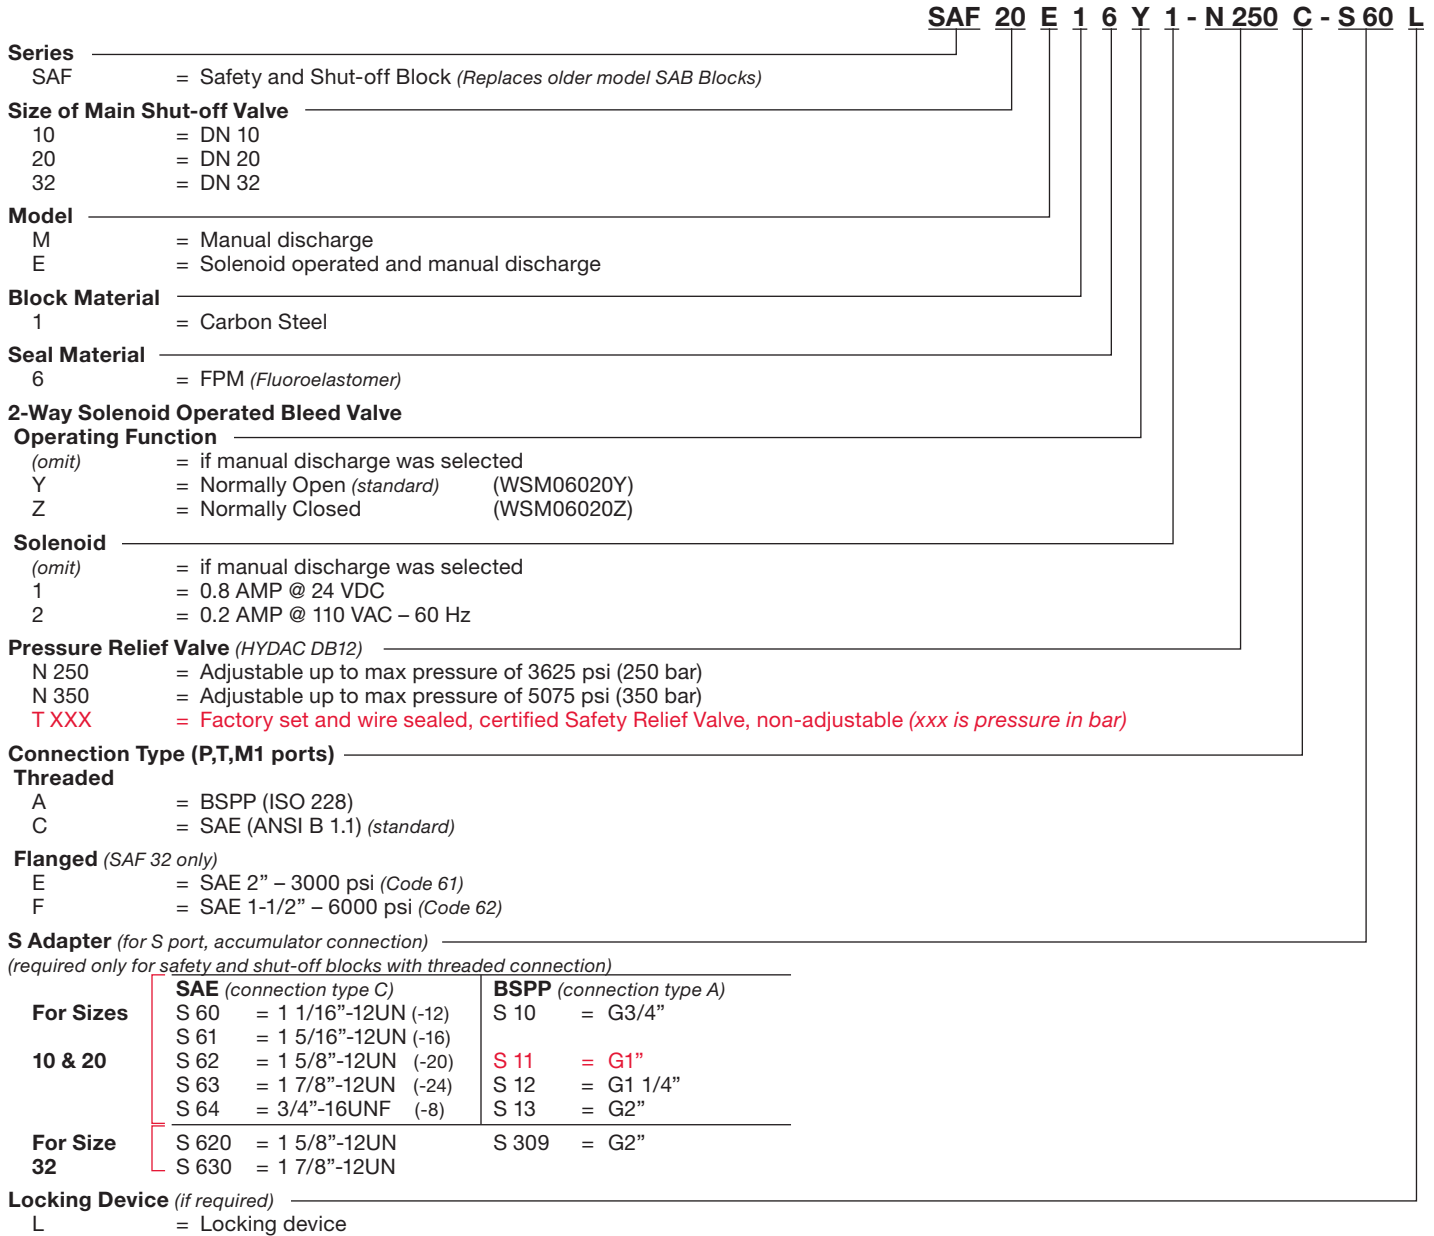 SAF 20 E 1 6 Y 1 - N 250 C - S 60 L
Series
SAF = Safety and Shut-off Block (Replaces older model SAB Blocks)
Size of Main Shut-off Valve
10 = DN 10
20 = DN 20
32 = DN 32
Model
M = Manual discharge
E = Solenoid operated and manual discharge
Block Material
1 = Carbon Steel
Seal Material
6 = FPM (Fluoroelastomer)
2-Way Solenoid Operated Bleed Valve
Operating Function
(omit) = if manual discharge was selected
Y = Normally Open (standard) (WSM06020Y)
Z = Normally Closed (WSM06020Z)
Solenoid
(omit) = if manual discharge was selected
1 = 0.8 AMP @ 24 VDC
2 = 0.2 AMP @ 110 VAC – 60 Hz
Pressure Relief Valve (HYDAC DB12)
N 250 = Adjustable up to max pressure of 3625 psi (250 bar)
N 350 = Adjustable up to max pressure of 5075 psi (350 bar)
T XXX = Factory set and wire sealed, certified Safety Relief Valve, non-adjustable (xxx is pressure in bar)
Connection Type (P,T,M1 ports)
Threaded
A = BSPP (ISO 228)
C = SAE (ANSI B 1.1) (standard)
Flanged (SAF 32 only)
E = SAE 2” – 3000 psi (Code 61)
F = SAE 1-1/2” – 6000 psi (Code 62)
S Adapter (for S port, accumulator connection)
(required only for safety and shut-off blocks with threaded connection)
SAE (connection type C) BSPP (connection type A)
For Sizes S 60 = 1 1/16”-12UN (-12) S 10 = G3/4”
S 61 = 1 5/16”-12UN (-16)
10 & 20 S 62 = 1 5/8”-12UN (-20) S 11 = G1”
S 63 = 1 7/8”-12UN (-24) S 12 = G1 1/4”
S 64 = 3/4”-16UNF (-8) S 13 = G2”
For Size S 620 = 1 5/8”-12UN S 309 = G2”
32 S 630 = 1 7/8”-12UN
Locking Device (if required)
L = Locking device